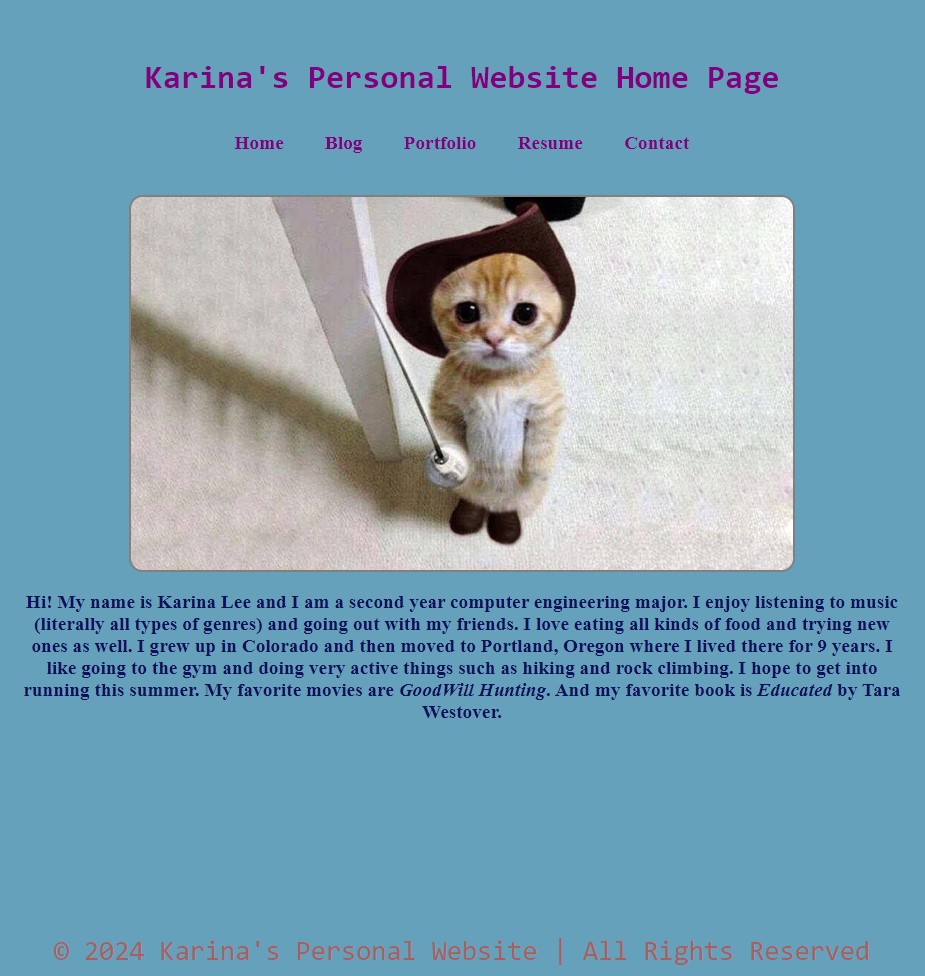 Karina's Personal Website Home Page
Home Blog Portfolio Resume Contact
Hi! My name is Karina Lee and I am a second year computer engineering major. I enjoy listening to music
(literally all types of genres) and going out with my friends. I love eating all kinds of food and trying new
ones as well. I grew up in Colorado and then moved to Portland, Oregon where I lived there for 9 years. I
like going to the gym and doing very active things such as hiking and rock climbing. I hope to get into
running this summer. My favorite movies are GoodWill Hunting. And my favorite book is Educated by Tara
Westover.
© 2024 Karina's Personal Website | All Rights Reserved